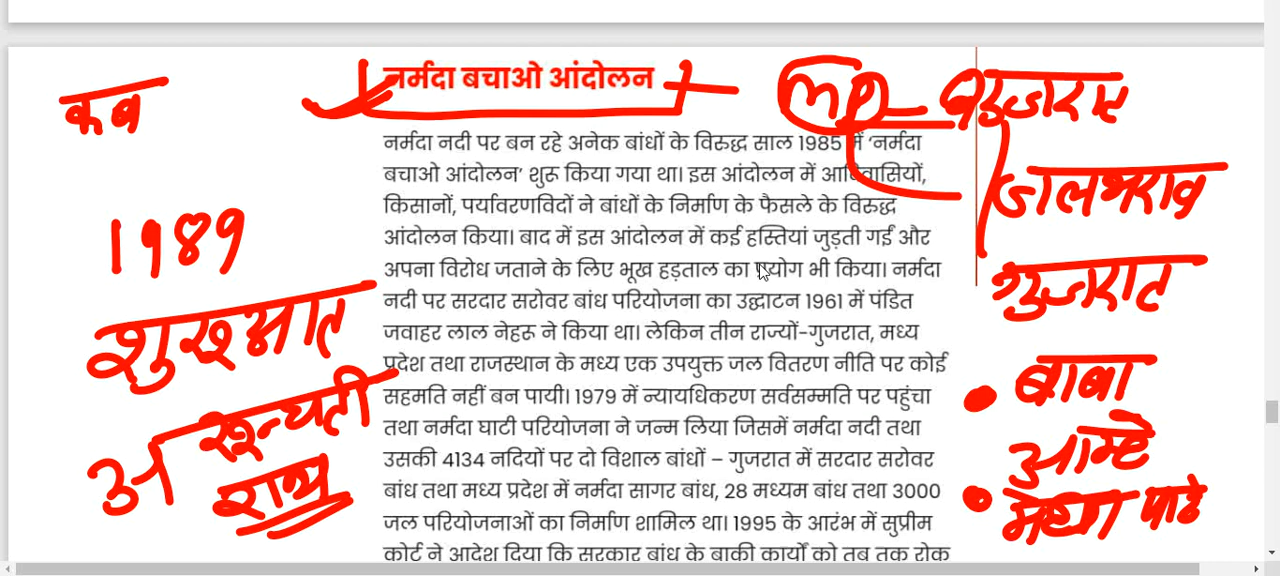 नर्मदा बचाओ आंदोलन
नर्मदा नदी पर बन रहे अनेक बांधों के विरुद्ध साल 1985 में ‘नर्मदा
बचाओ आंदोलन’ शुरू किया गया था। इस आंदोलन में आदिवासियों,
किसानों, पर्यावरणविदों ने बांधों के निर्माण के फैसले के विरुद्ध
आंदोलन किया। बाद में इस आंदोलन में कई हस्तियां जुड़ती गईं और
अपना विरोध जताने के लिए भूख हड़ताल का प्रयोग भी किया। नर्मदा
नदी पर सरदार सरोवर बांध परियोजना का उद्घाटन 1961 में पंडित
जवाहर लाल नेहरू ने किया था। लेकिन तीन राज्यों-गुजरात, मध्य
प्रदेश तथा राजस्थान के मध्य एक उपयुक्त जल वितरण नीति पर कोई
सहमति नहीं बन पायी। 1979 में न्यायधिकरण सर्वसम्मति पर पहुंचा
तथा नर्मदा घाटी परियोजना ने जन्म लिया जिसमें नर्मदा नदी तथा
उसकी 4134 नदियों पर दो विशाल बांधों – गुजरात में सरदार सरोवर
बांध तथा मध्य प्रदेश में नर्मदा सागर बांध, 28 मध्यम बांध तथा 3000
जल परियोजनाओं का निर्माण शामिल था। 1995 के आरंभ में सुप्रीम
कोर्ट ने आदेश दिया कि सरकार बांध के बाकी कार्यों को तब तक रोक
कब
1989
शुरुआत
अरुन्धती
राय
MP – गुजरात
जलभराव
गुजरात
बाबा
आम्टे
मेधा पाटे